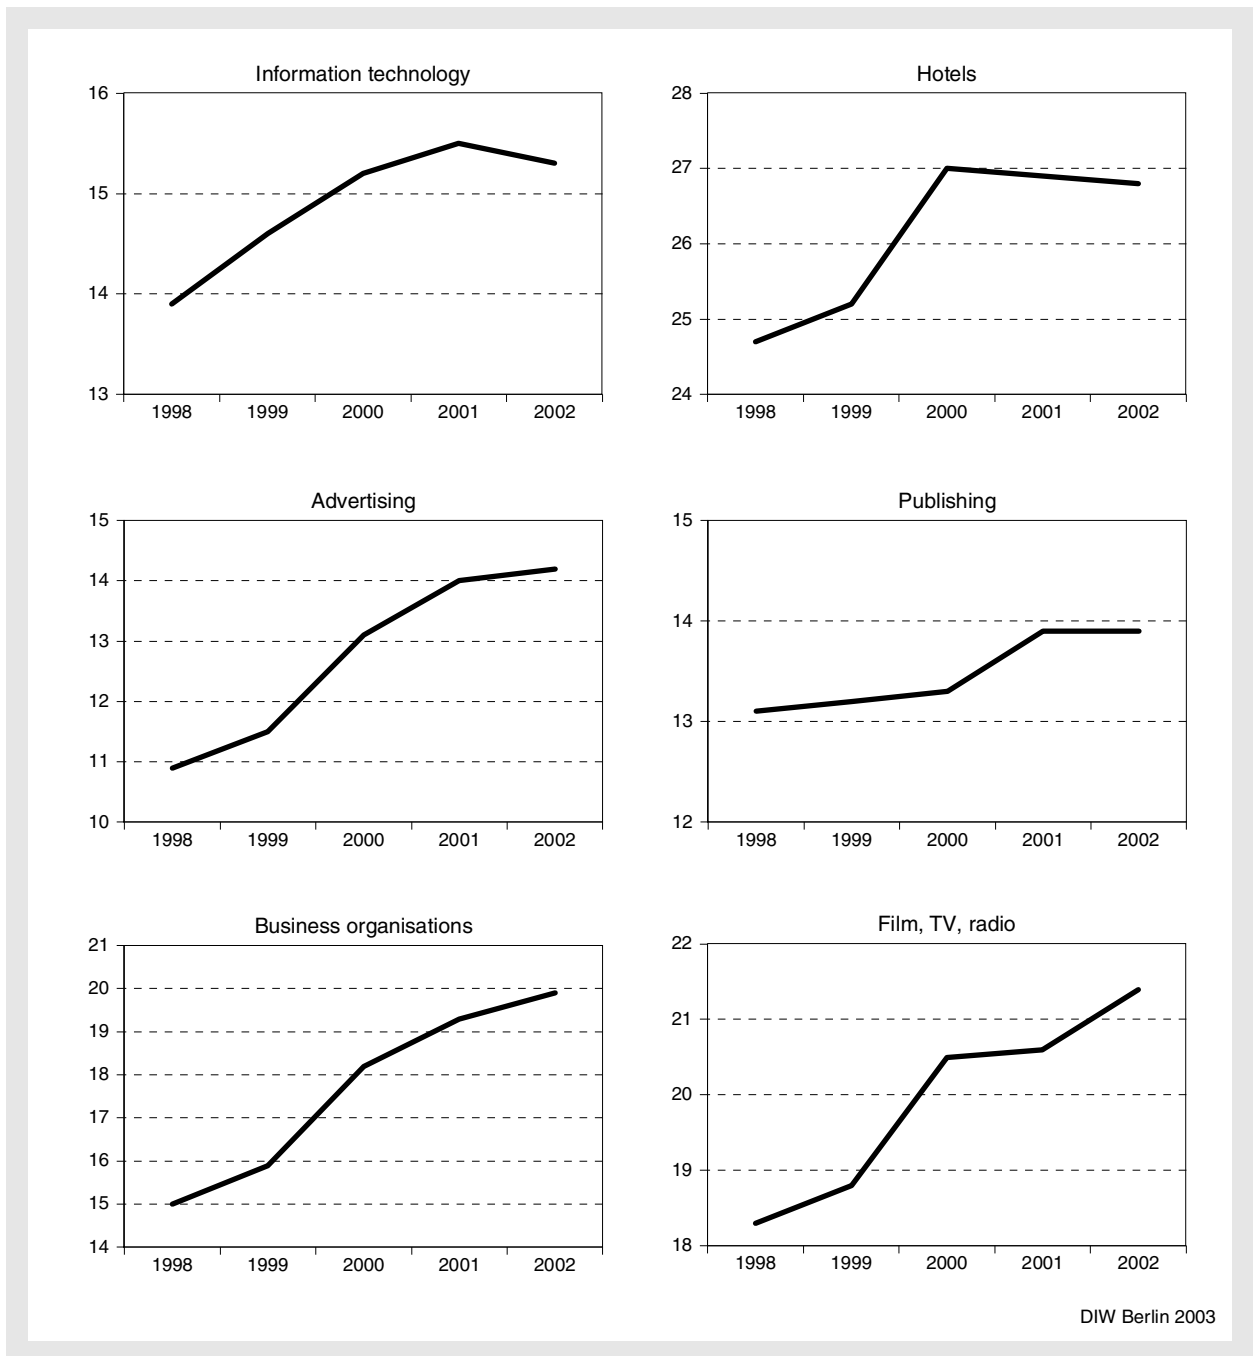 Information technology
16
15
14
13
1998 1999 2000 2001 2002
Hotels
28
27
26
25
24
1998 1999 2000 2001 2002
Advertising
15
14
13
12
11
10
1998 1999 2000 2001 2002
Publishing
15
14
13
12
1998 1999 2000 2001 2002
Business organisations
21
20
19
18
17
16
15
14
1998 1999 2000 2001 2002
Film, TV, radio
22
21
20
19
18
1998 1999 2000 2001 2002
DIW Berlin 2003